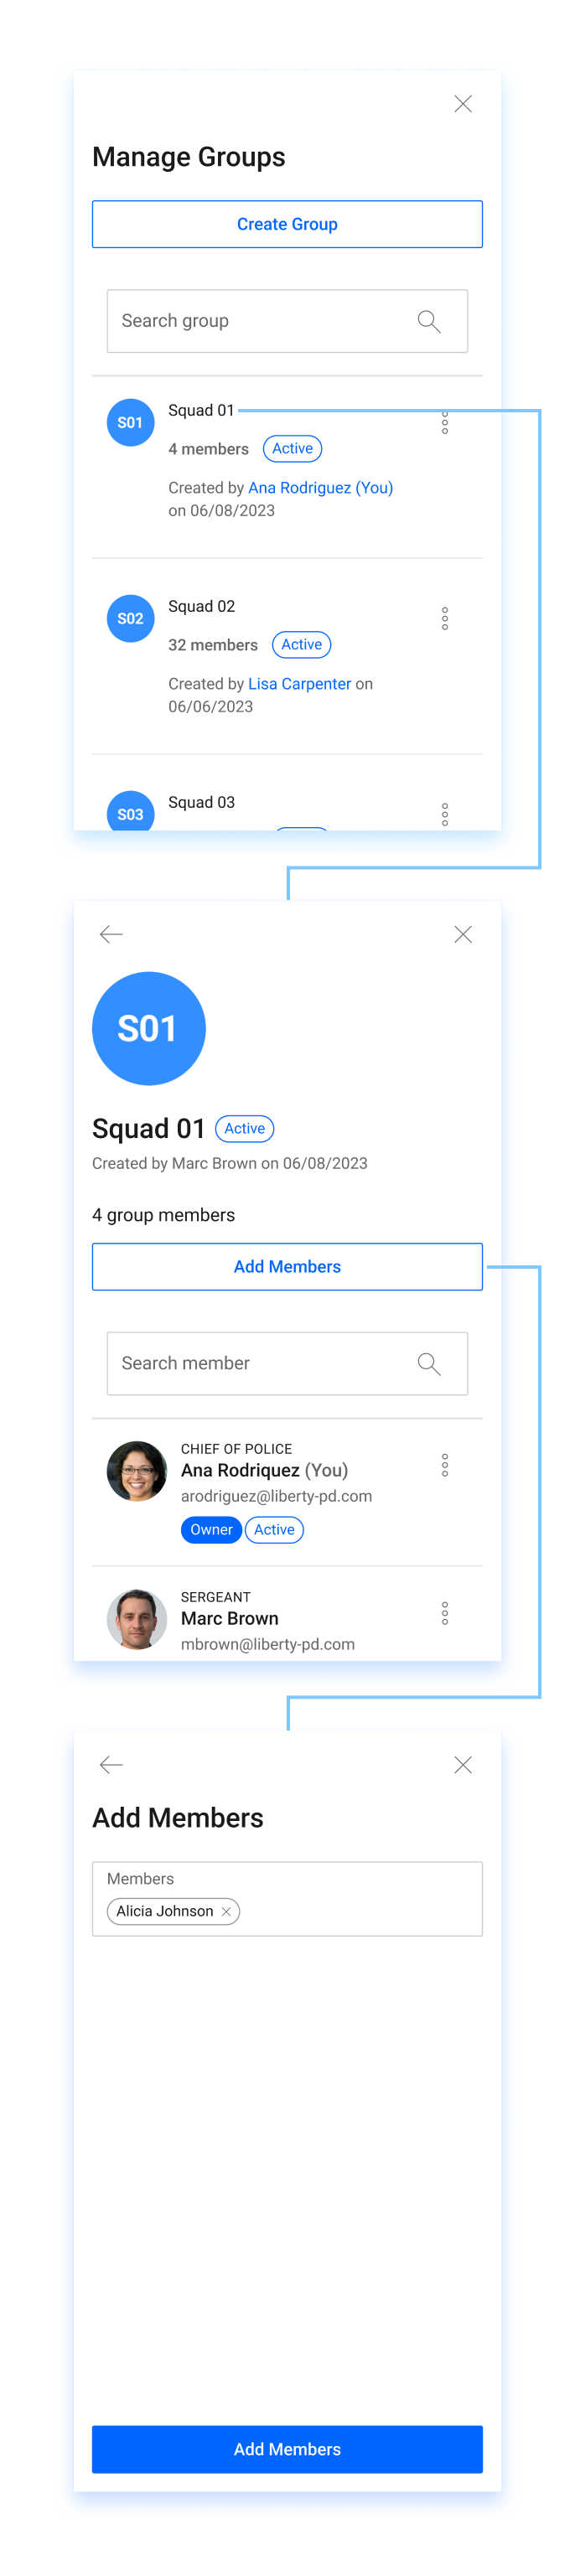 Manage Groups
Create Group
Search group
S01
Squad 01
4 members Active
Created by Ana Rodriguez (You)
on 06/08/2023
S02
Squad 02
32 members Active
Created by Lisa Carpenter on
06/06/2023
S03
Squad 03
S01
Squad 01 Active
Created by Marc Brown on 06/08/2023
4 group members
Add Members
Search member
CHIEF OF POLICE
Ana Rodriquez (You)
arodriguez@liberty-pd.com
Owner Active
SERGEANT
Marc Brown
mbrown@liberty-pd.com
Add Members
Members
Alicia Johnson
Add Members